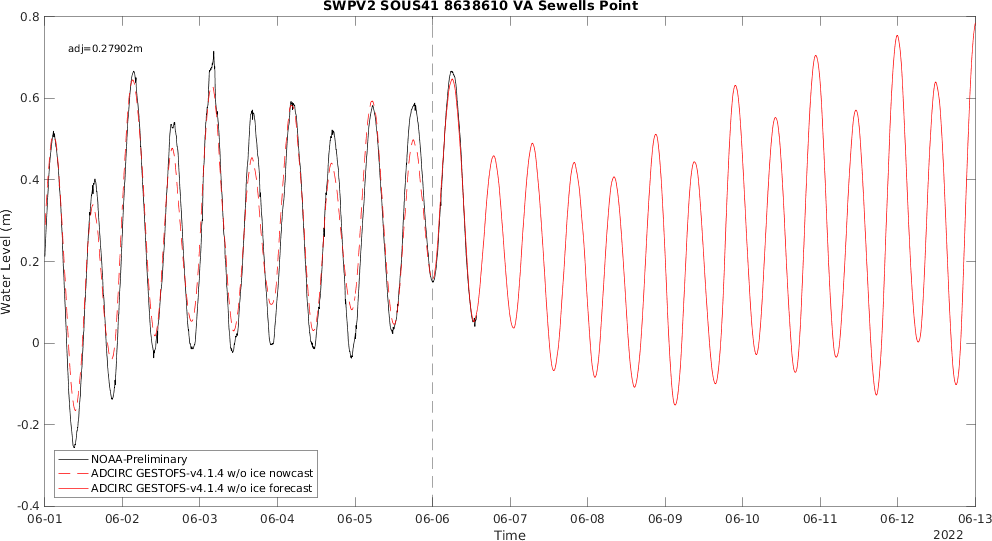 SWPV2 SOUS41 8638610 VA Sewells Point
adj=0.27902m
0.8
0.6
0.4
0.2
0
-0.2
-0.4
Water Level (m)
NOAA-Preliminary
ADCIRC GESTOFS-v4.1.4 w/o ice nowcast
ADCIRC GESTOFS-v4.1.4 w/o ice forecast
06-01 06-02 06-03 06-04 06-05 06-06 06-07 06-08 06-09 06-10 06-11 06-12 06-13
Time
2022